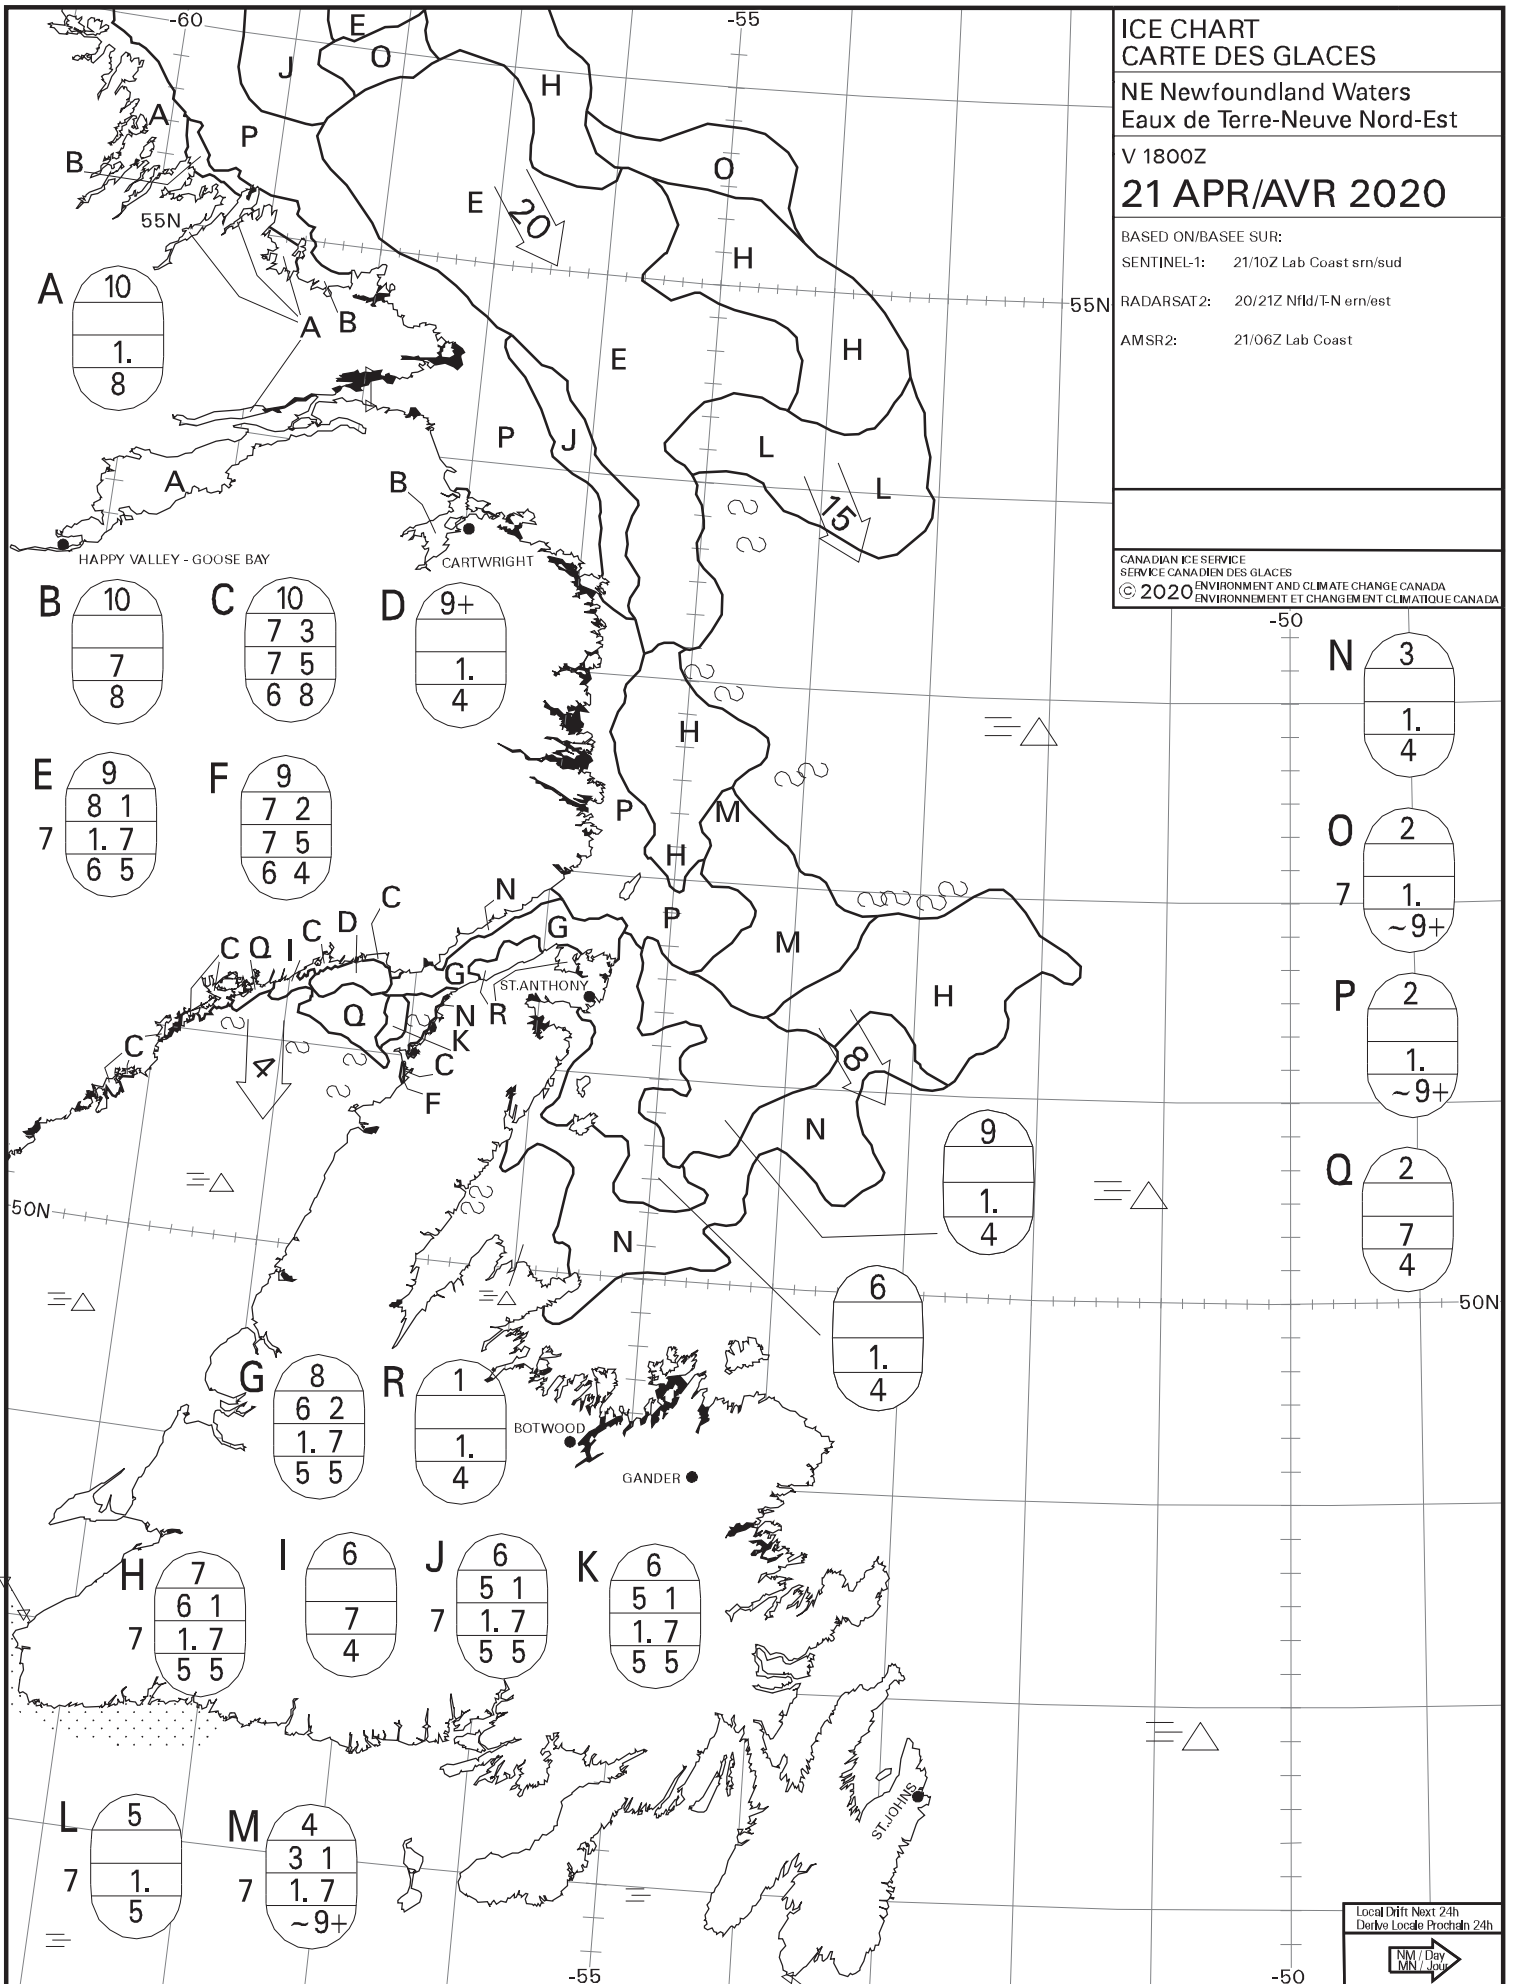 -60
-55
ICE CHART
CARTE DES GLACES
NE Newfoundland Waters
Eaux de Terre-Neuve Nord-Est
V 1800Z
21 APR/AVR 2020
BASED ON/BASEE SUR:
SENTINEL-1: 21/10Z Lab Coast srn/sud
RADARSAT2: 20/21Z Nfld/T-N ern/est
AMSR2: 21/06Z Lab Coast
CANADIAN ICE SERVICE
SERVICE CANADIEN DES GLACES
© 2020 ENVIRONMENT AND CLIMATE CHANGE CANADA
ENVIRONNEMENT ET CHANGEMENT CLIMATIQUE CANADA
E
O
J
H
A
P
B
O
E
20
55N
H
55N
A
B
H
E
P
J
L
A
B
L
15
HAPPY VALLEY - GOOSE BAY
CARTWRIGHT
A
10
1.
8
B
10
7
8
C
10
7 3
7 5
6 8
D
9+
1.
4
E
9
8 1
7
1. 7
6 5
F
9
7 2
7 5
6 4
-50
N
3
1.
4
O
2
7
1.
~9+
P
2
1.
~9+
Q
2
7
4
H
P
M
H
N
C
D
C
I
Q
C
G
P
M
G
ST.ANTHONY
H
R
N
Q
K
C
C
F
4
8
N
N
9
1.
4
6
1.
4
50N
50N
G
8
6 2
1. 7
5 5
R
1
1.
4
BOTWOOD
GANDER
H
7
6 1
7
1. 7
5 5
I
6
7
4
J
6
5 1
7
1. 7
5 5
K
6
5 1
1. 7
5 5
L
5
7
1.
5
M
4
3 1
7
1. 7
~9+
ST.JOHNS
-55
-50
Local Drift Next 24h
Derive Locale Prochain 24h
NM / Day
MN / Jour